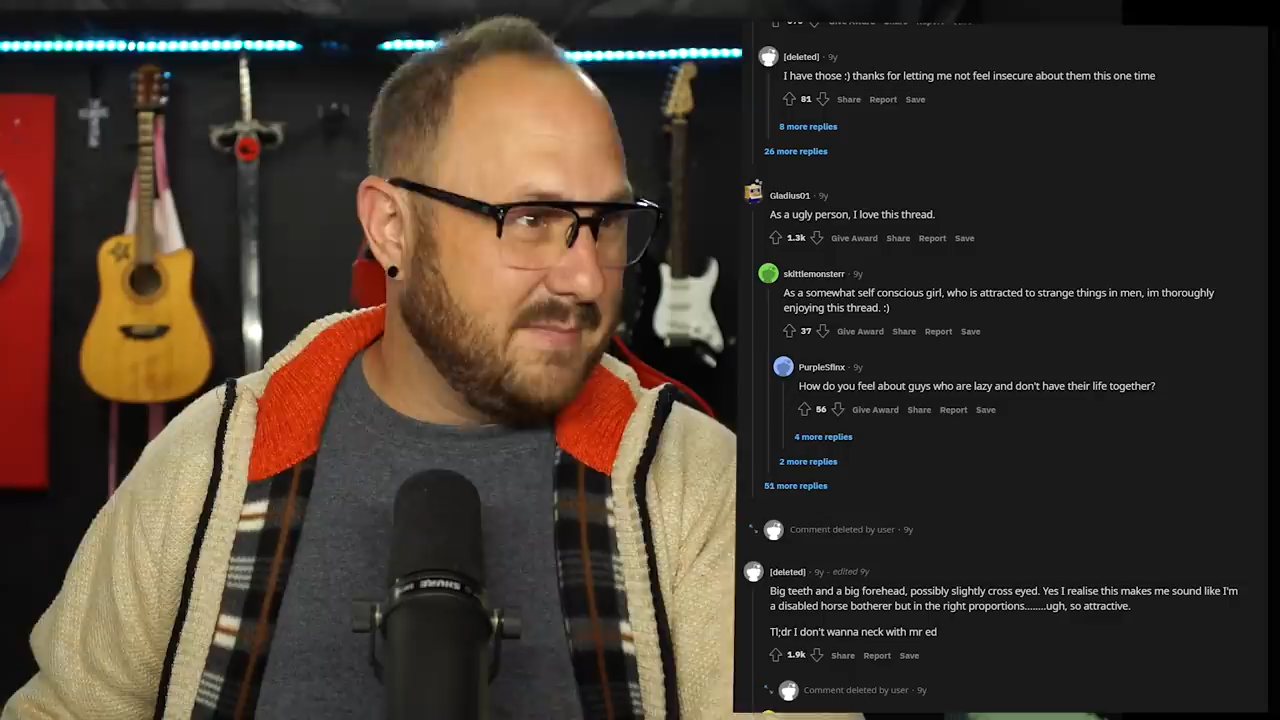 [deleted] · 9y
I have those :) thanks for letting me not feel insecure about them this one time
81 Share Report Save
8 more replies
26 more replies
Gladius01 · 9y
As a ugly person, I love this thread.
1.3k Give Award Share Report Save
skittlemonsterr · 9y
As a somewhat self conscious girl, who is attracted to strange things in men, im thoroughly
enjoying this thread. :)
37 Give Award Share Report Save
PurpleSfinx · 9y
How do you feel about guys who are lazy and don't have their life together?
56 Give Award Share Report Save
4 more replies
2 more replies
51 more replies
Comment deleted by user · 9y
[deleted] · 9y · edited 9y
Big teeth and a big forehead, possibly slightly cross eyed. Yes I realise this makes me sound like I'm
a disabled horse botherer but in the right proportions........ugh, so attractive.
Tl;dr I don't wanna neck with mr ed
1.9k Share Report Save
Comment deleted by user · 9y
SHURE